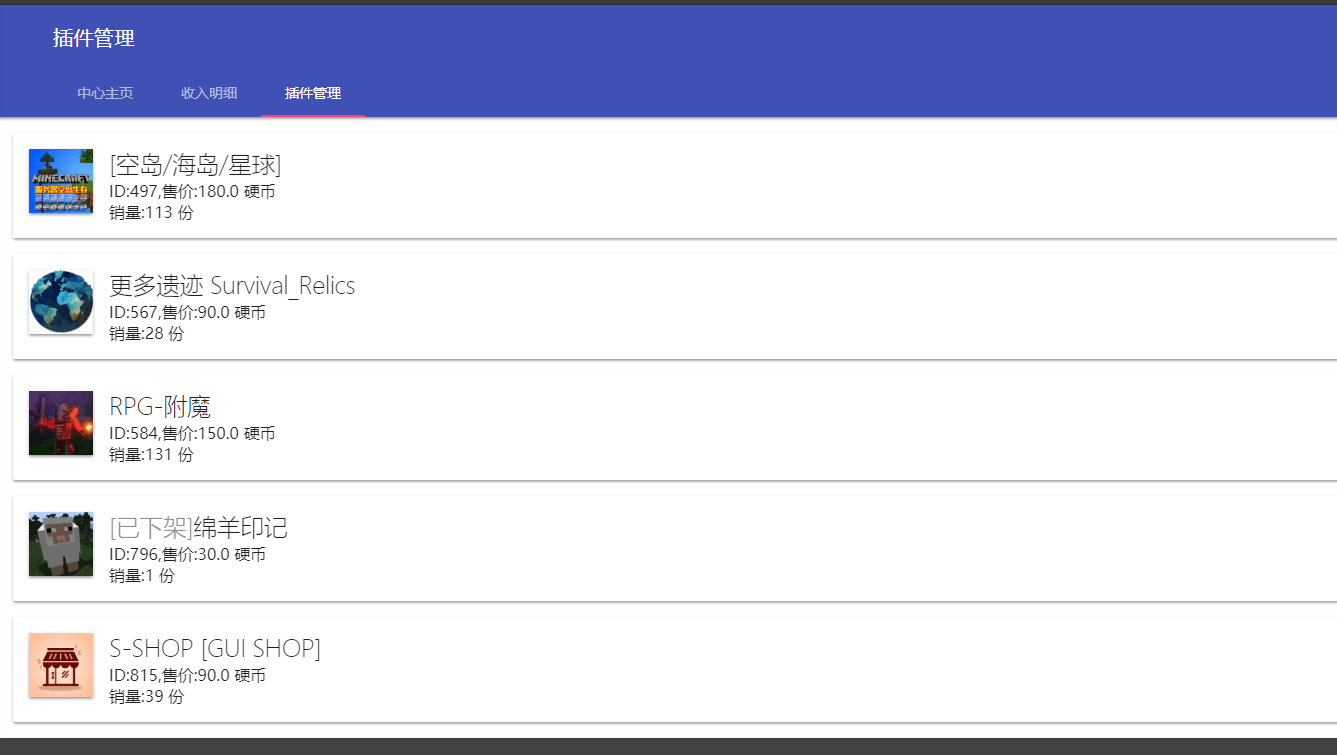 插件管理
中心主页
收入明细
插件管理
MINECRAFT
[空岛/海岛/星球]
ID:497,售价:180.0 硬币
销量:113 份
更多遗迹 Survival_Relics
ID:567,售价:90.0 硬币
销量:28 份
RPG-附魔
ID:584,售价:150.0 硬币
销量:131 份
[已下架]绵羊印记
ID:796,售价:30.0 硬币
销量:1 份
S-SHOP [GUI SHOP]
ID:815,售价:90.0 硬币
销量:39 份